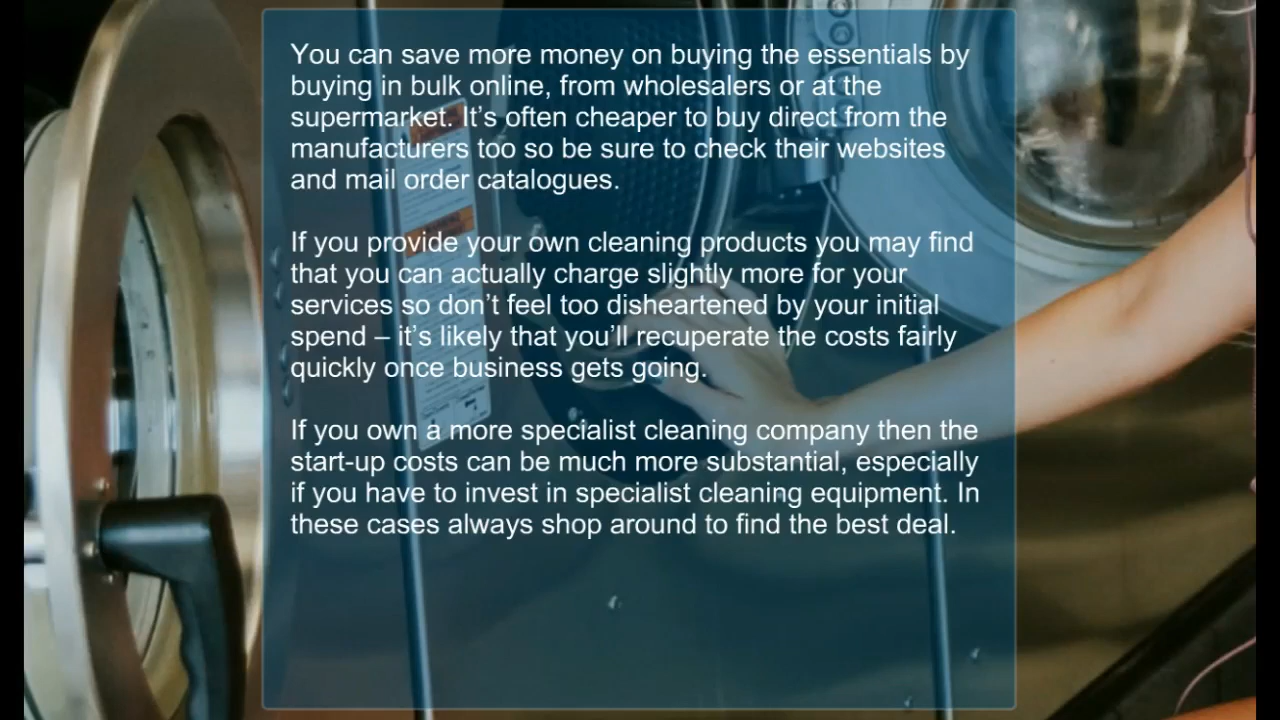 You can save more money on buying the essentials by
buying in bulk online, from wholesalers or at the
supermarket. It’s often cheaper to buy direct from the
manufacturers too so be sure to check their websites
and mail order catalogues.
If you provide your own cleaning products you may find
that you can actually charge slightly more for your
services so don’t feel too disheartened by your initial
spend – it’s likely that you’ll recuperate the costs fairly
quickly once business gets going.
If you own a more specialist cleaning company then the
start-up costs can be much more substantial, especially
if you have to invest in specialist cleaning equipment. In
these cases always shop around to find the best deal.